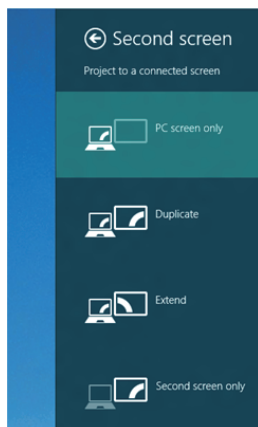 Second screen
Project to a connected screen
PC screen only
Duplicate
Extend
Second screen only